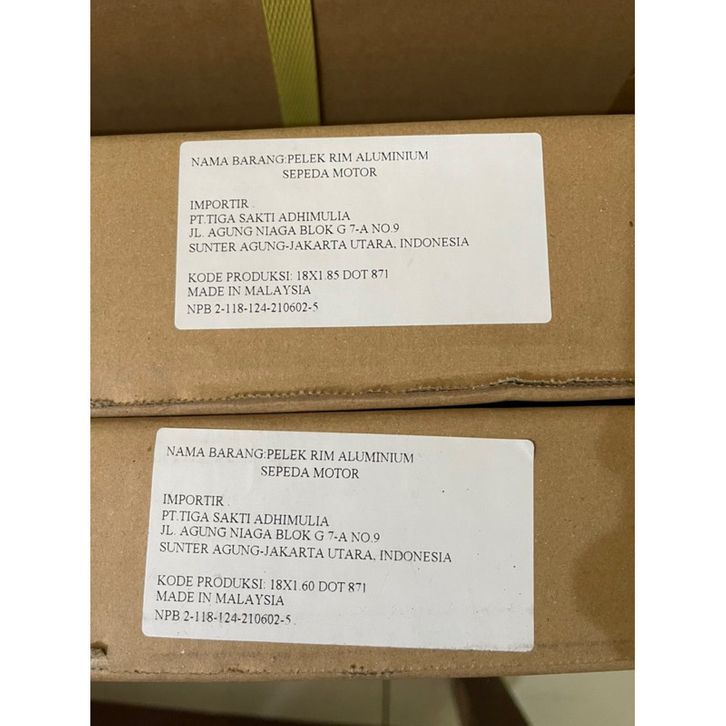 NAMA BARANG:PELEK RIM ALUMINIUM
SEPEDA MOTOR
IMPORTIR :
PT.TIGA SAKTI ADHIMULIA
JL. AGUNG NIAGA BLOK G 7-A NO.9
SUNTER AGUNG-JAKARTA UTARA, INDONESIA
KODE PRODUKSI: 18X1.85 DOT 871
MADE IN MALAYSIA
NPB 2-118-124-210602-5
NAMA BARANG:PELEK RIM ALUMINIUM
SEPEDA MOTOR
IMPORTIR :
PT.TIGA SAKTI ADHIMULIA
JL. AGUNG NIAGA BLOK G 7-A NO.9
SUNTER AGUNG-JAKARTA UTARA, INDONESIA
KODE PRODUKSI: 18X1.60 DOT 871
MADE IN MALAYSIA
NPB 2-118-124-210602-5